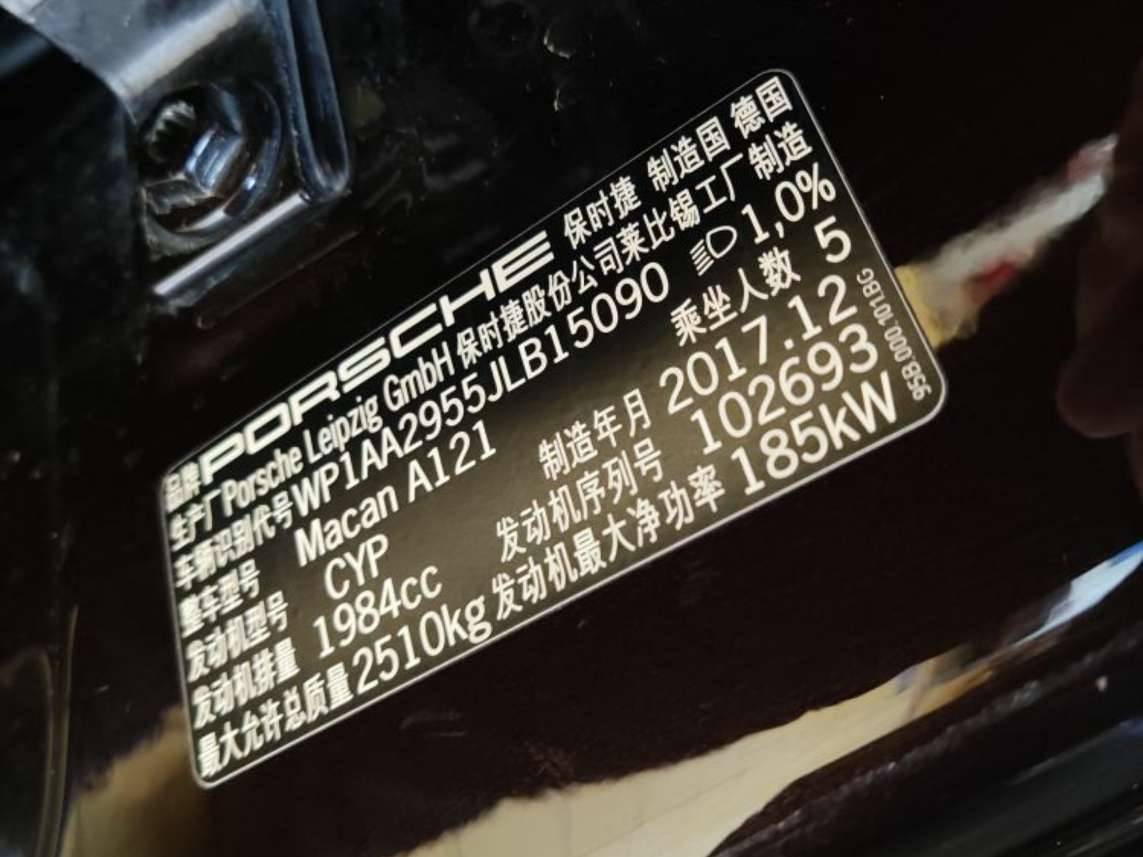 品牌 PORSCHE 保时捷 制造国 德国
生产厂 Porsche Leipzig GmbH 保时捷股份公司莱比锡工厂 制造
车辆识别代号 WP1AA2955JLB15090 1,0%
整车型号 Macan A121 乘坐人数 5
发动机型号 CYP 制造年月 2017.12
发动机排量 1984cc 发动机序列号 102693
最大允许总质量 2510kg 发动机最大净功率 185kW
95B.000.101BG